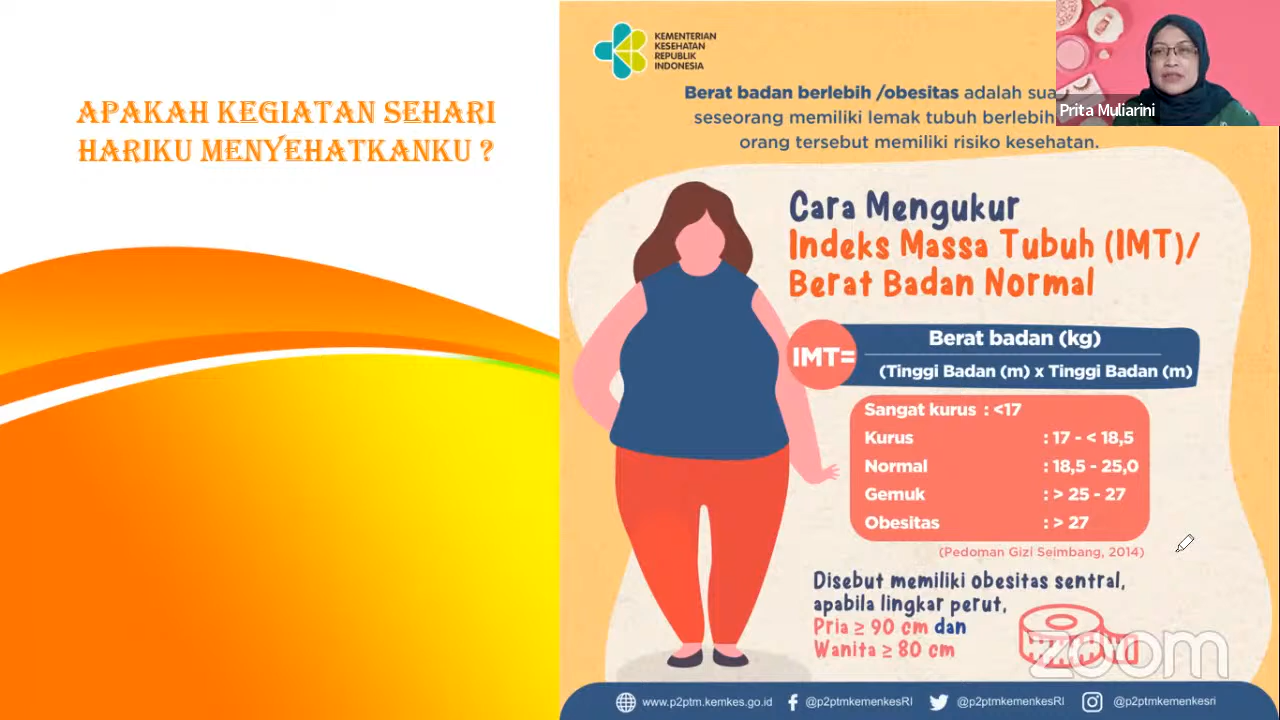 APAKAH KEGIATAN SEHARI
HARIKU MENYEHATKANKU ?
KEMENTERIAN
KESEHATAN
REPUBLIK
INDONESIA
Berat badan berlebih /obesitas adalah sua
seseorang memiliki lemak tubuh berlebih
orang tersebut memiliki risiko kesehatan.
Prita Muliarini
Cara Mengukur
Indeks Massa Tubuh (IMT)/
Berat Badan Normal
IMT=
Berat badan (kg)
(Tinggi Badan (m) x Tinggi Badan (m)
Sangat kurus : <17
Kurus : 17 - < 18,5
Normal : 18,5 - 25,0
Gemuk : > 25 - 27
Obesitas : > 27
(Pedoman Gizi Seimbang, 2014)
Disebut memiliki obesitas sentral,
apabila lingkar perut,
Pria ≥ 90 cm dan
Wanita ≥ 80 cm
zoom
www.p2ptm.kemkes.go.id @p2ptmkemenkesRI @p2ptmkemenkesRI @p2ptmkemenkesri